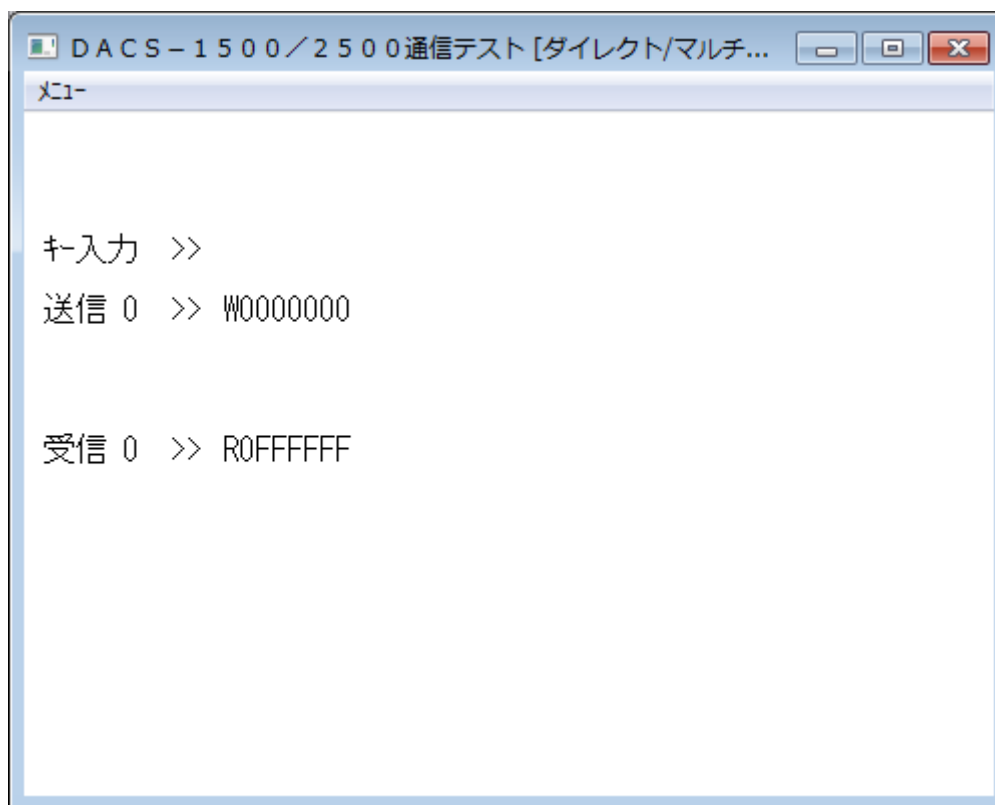 ＤＡＣＳ－１５００／２５００通信テスト [ダイレクト/マルチ...
ﾒﾆｭｰ
ｷｰ入力 >>
送信 0 >> W0000000
受信 0 >> R0FFFFFF